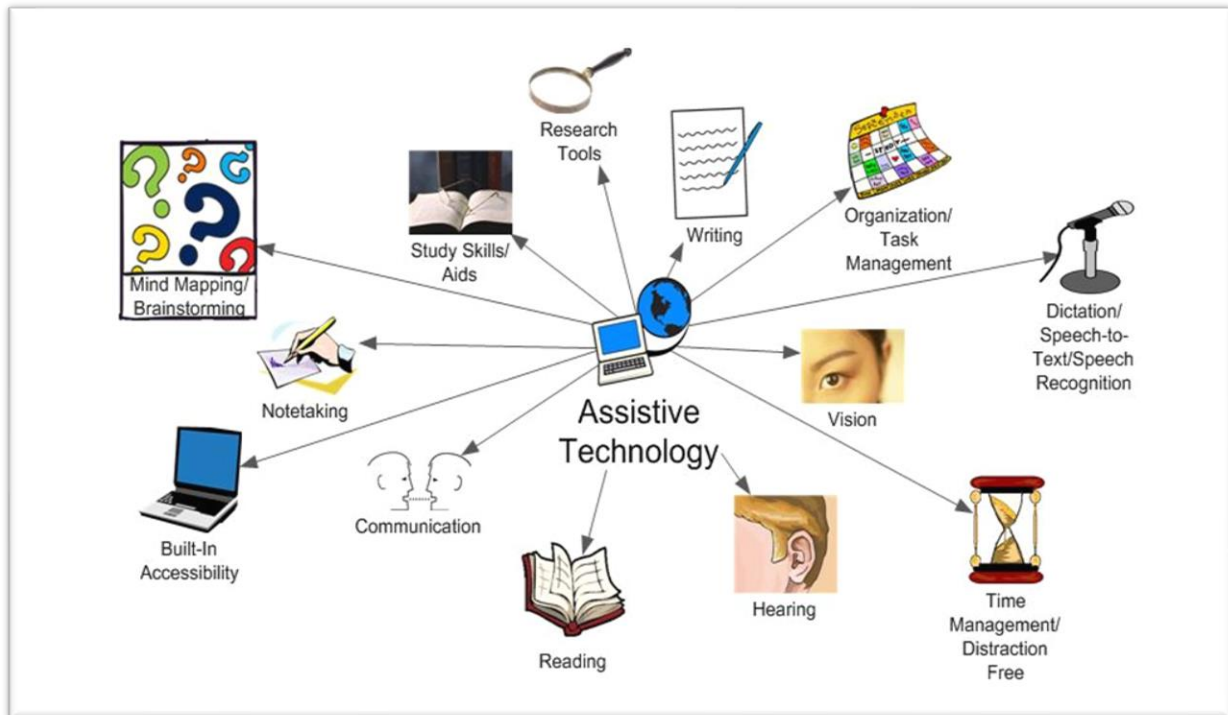 Research
Tools
Writing
September
Organization/
Task
Management
Study Skills/
Aids
Mind Mapping/
Brainstorming
Dictation/
Speech-to-
Text/Speech
Recognition
Notetaking
Vision
Assistive
Technology
Built-In
Accessibility
Communication
Reading
Hearing
Time
Management/
Distraction
Free